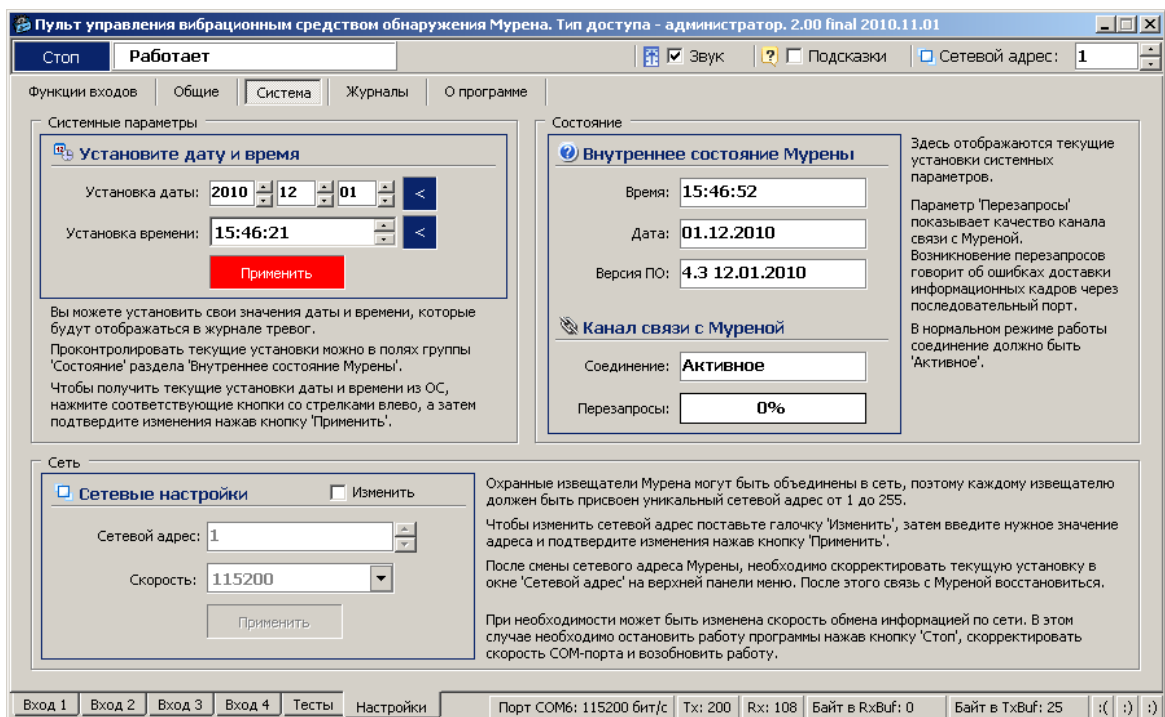 Пульт управления вибрационным средством обнаружения Мурена. Тип доступа - администратор. 2.00 final 2010.11.01
Стоп Работает Звук Подсказки Сетевой адрес: 1
Функции входов Общие Система Журналы О программе
Системные параметры
Установите дату и время
Установка даты: 2010 12 01 <
Установка времени: 15:46:21 <
Применить
Вы можете установить свои значения даты и времени, которые
будут отображаться в журнале тревог.
Проконтролировать текущие установки можно в полях группы
'Состояние' раздела 'Внутреннее состояние Мурены'.
Чтобы получить текущие установки даты и времени из ОС,
нажмите соответствующие кнопки со стрелками влево, а затем
подтвердите изменения нажав кнопку 'Применить'.
Состояние
Внутреннее состояние Мурены
Время: 15:46:52
Дата: 01.12.2010
Версия ПО: 4.3 12.01.2010
Канал связи с Муреной
Соединение: Активное
Перезапросы: 0%
Здесь отображаются текущие
установки системных
параметров.
Параметр 'Перезапросы'
показывает качество канала
связи с Муреной.
Возникновение перезапросов
говорит об ошибках доставки
информационных кадров через
последовательный порт.
В нормальном режиме работы
соединение должно быть
'Активное'.
Сеть
Сетевые настройки Изменить
Сетевой адрес: 1
Скорость: 115200
Применить
Охранные извещатели Мурена могут быть объединены в сеть, поэтому каждому извещателю
должен быть присвоен уникальный сетевой адрес от 1 до 255.
Чтобы изменить сетевой адрес поставьте галочку 'Изменить', затем введите нужное значение
адреса и подтвердите изменения нажав кнопку 'Применить'.
После смены сетевого адреса Мурены, необходимо скорректировать текущую установку в
окне 'Сетевой адрес' на верхней панели меню. После этого связь с Муреной восстановиться.
При необходимости может быть изменена скорость обмена информацией по сети. В этом
случае необходимо остановить работу программы нажав кнопку 'Стоп', скорректировать
скорость COM-порта и возобновить работу.
Вход 1 Вход 2 Вход 3 Вход 4 Тесты Настройки Порт COM6: 115200 бит/с Tx: 200 Rx: 108 Байт в RxBuf: 0 Байт в TxBuf: 25 :( :) :)